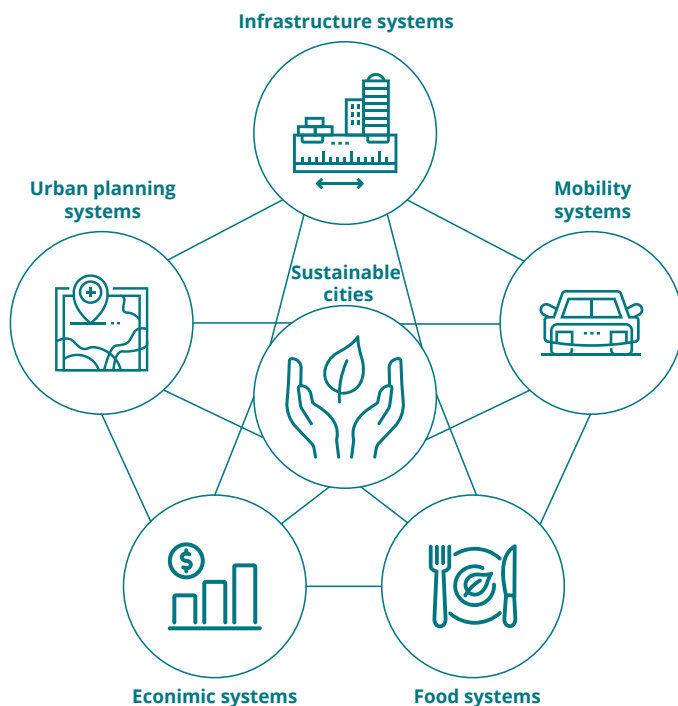 Infrastructure systems
Urban planning
systems
Mobility
systems
Sustainable
cities
$
Econimic systems
Food systems